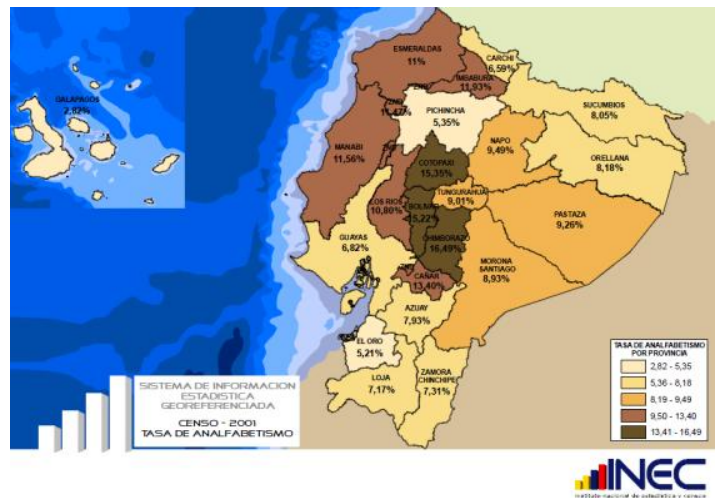 ESMERALDAS
11%
CARCHI
6,59%
IMBABURA
11,93%
GALAPAGOS
2,82%
PICHINCHA
5,35%
SUCUMBIOS
8,05%
MANABI
11,56%
NAPO
9,49%
ORELLANA
8,18%
COTOPAXI
15,35%
TUNGURAHUA
9,01%
LOS RIOS
10,80%
BOLIVAR
15,22%
PASTAZA
9,26%
GUAYAS
6,82%
CHIMBORAZO
16,49%
MORONA
SANTIAGO
8,93%
CAÑAR
13,40%
AZUAY
7,93%
EL ORO
5,21%
LOJA
7,17%
ZAMORA
CHINCHIPE
7,31%
TASA DE ANALFABETISMO
POR PROVINCIA
2,82 - 5,35
5,36 - 8,18
8,19 - 9,49
9,50 - 13,40
13,41 - 16,49
SISTEMA DE INFORMACION
ESTADISTICA
GEOREFERENCIADA
CENSO - 2001
TASA DE ANALFABETISMO
INEC
instituto nacional de estadística y censos